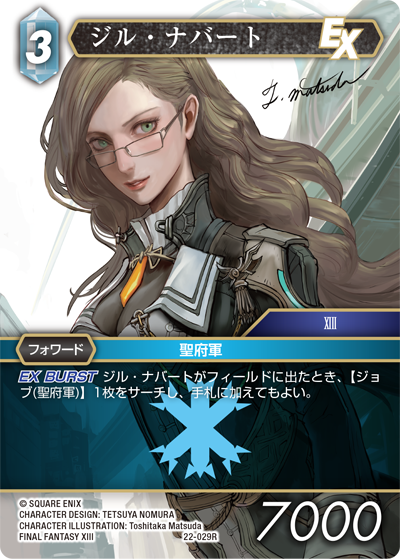 3
ジル・ナバート
EX
T. matsuda
XIII
フォワード
聖府軍
EX BURST ジル・ナバートがフィールドに出たとき、【ジョ
ブ(聖府軍)】1枚をサーチし、手札に加えてもよい。
© SQUARE ENIX
CHARACTER DESIGN: TETSUYA NOMURA
CHARACTER ILLUSTRATION: Toshitaka Matsuda
FINAL FANTASY XIII
22-029R
7000